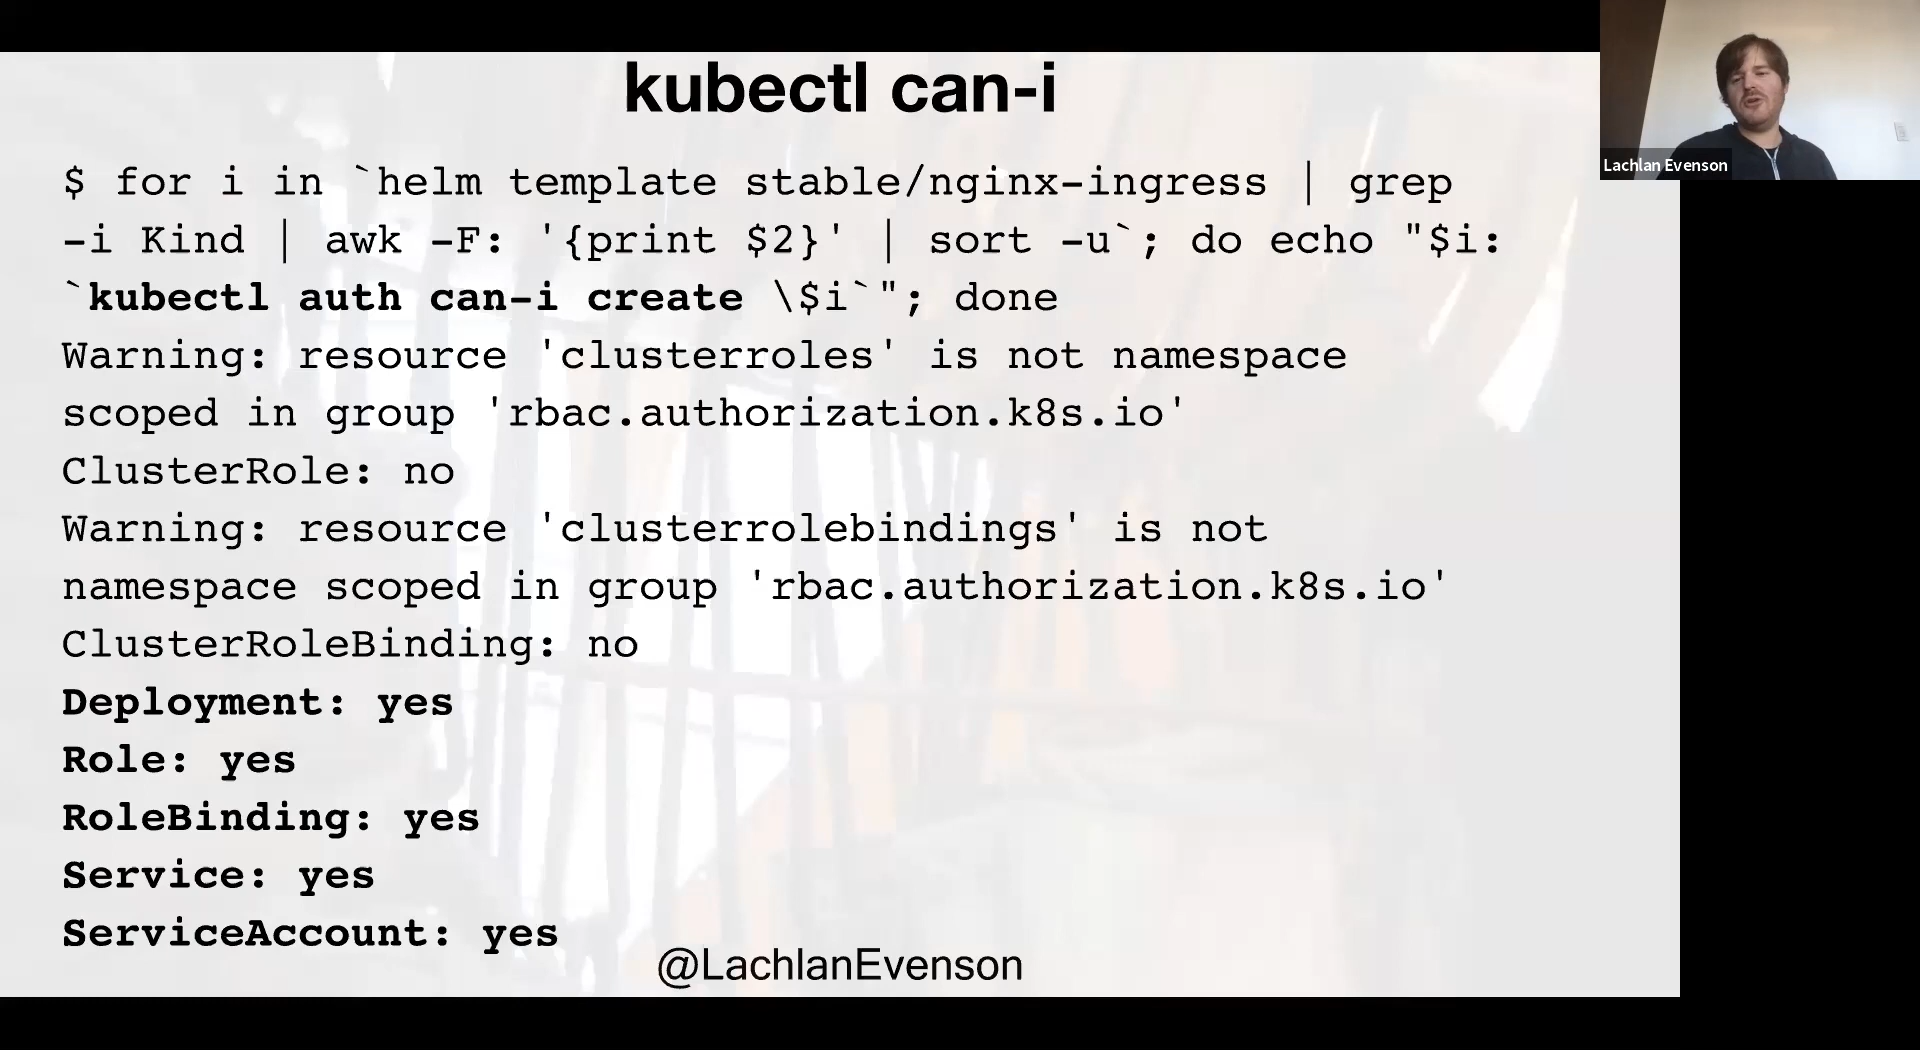 kubectl can-i
$ for i in `helm template stable/nginx-ingress | grep
-i Kind | awk -F: '{print $2}' | sort -u`; do echo "$i:
`kubectl auth can-i create \$i`"; done
Warning: resource 'clusterroles' is not namespace
scoped in group 'rbac.authorization.k8s.io'
ClusterRole: no
Warning: resource 'clusterrolebindings' is not
namespace scoped in group 'rbac.authorization.k8s.io'
ClusterRoleBinding: no
Deployment: yes
Role: yes
RoleBinding: yes
Service: yes
ServiceAccount: yes
@LachlanEvenson
Lachlan Evenson